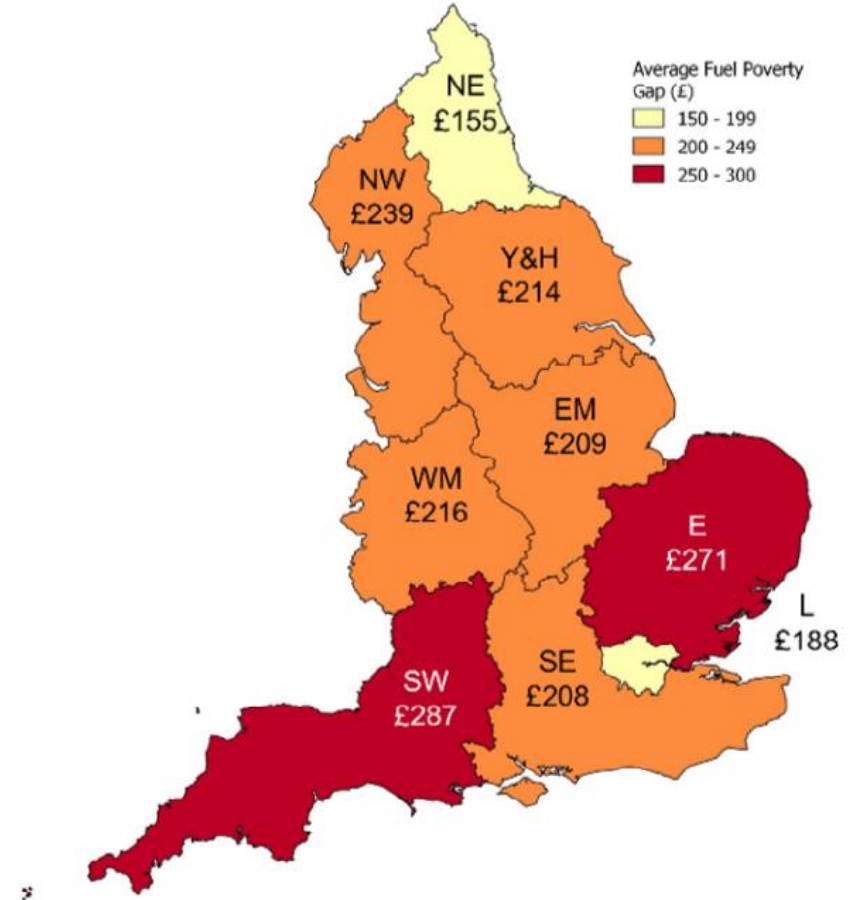 Average Fuel Poverty
Gap (£)
150 - 199
200 - 249
250 - 300
NE
£155
NW
£239
Y&H
£214
EM
£209
WM
£216
E
£271
L
£188
SE
£208
SW
£287